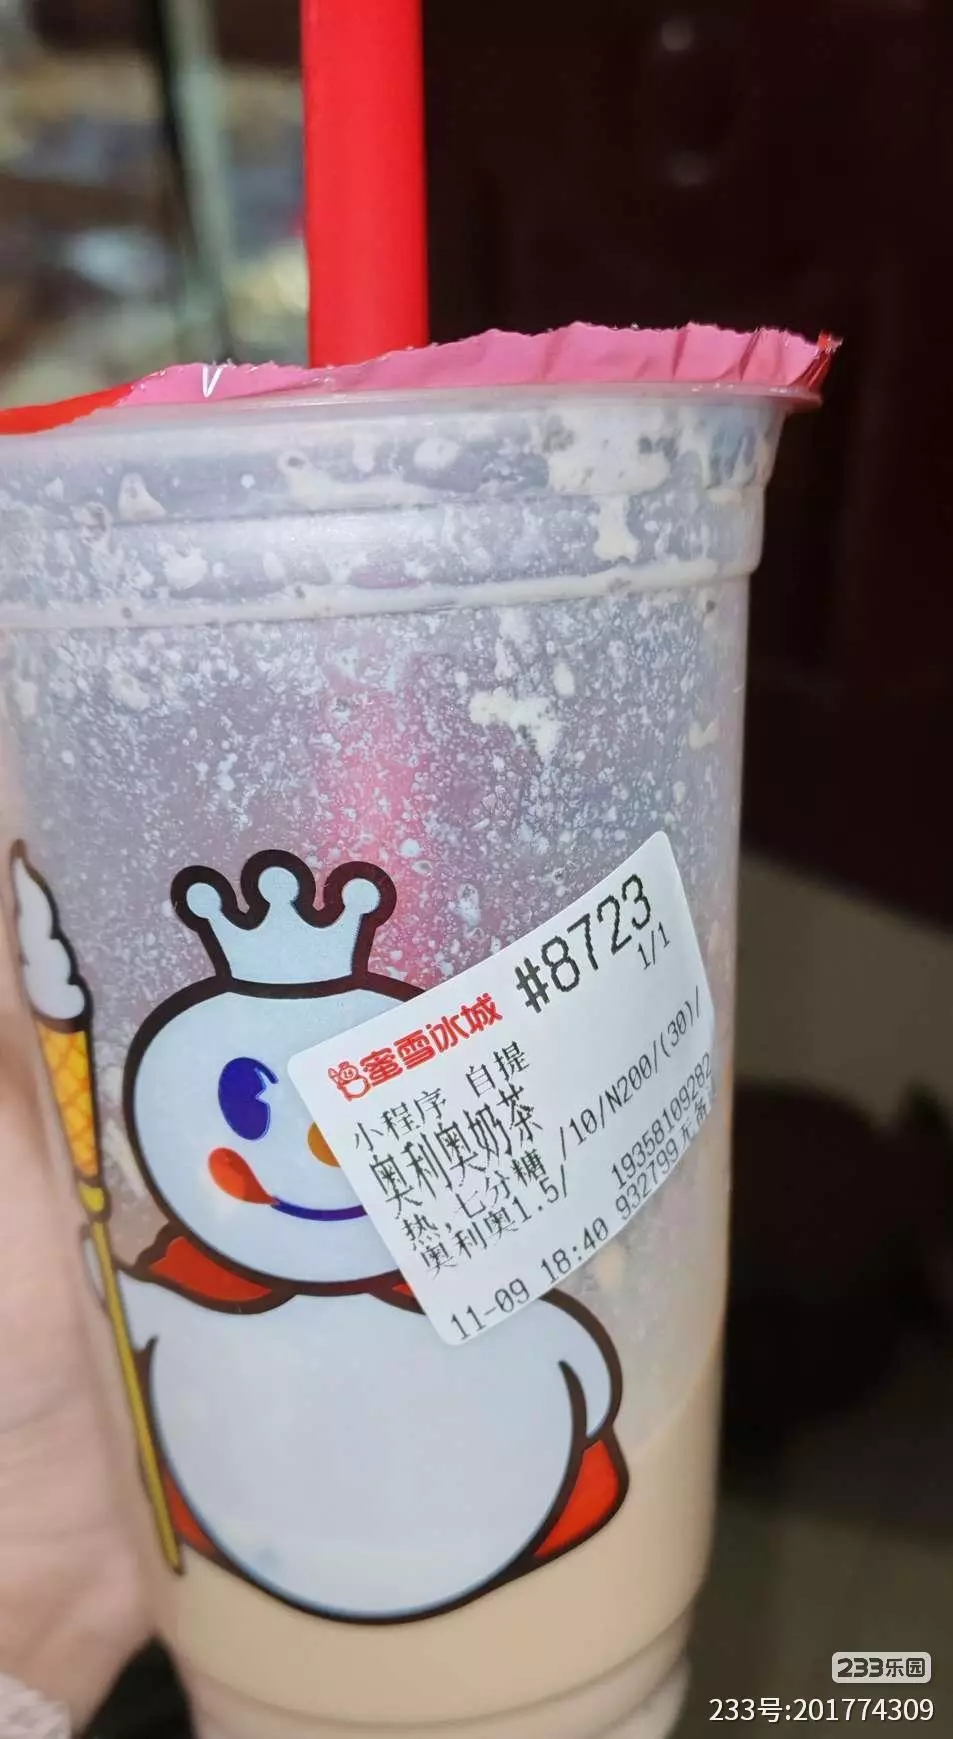 蜜雪冰城 #8723
1/1
小程序 自提
奥利奥奶茶
热,七分糖 /10/N200/(30)/
奥利奥1.5/
19358109282
11-09 18:40 932799
233乐园
233号:201774309